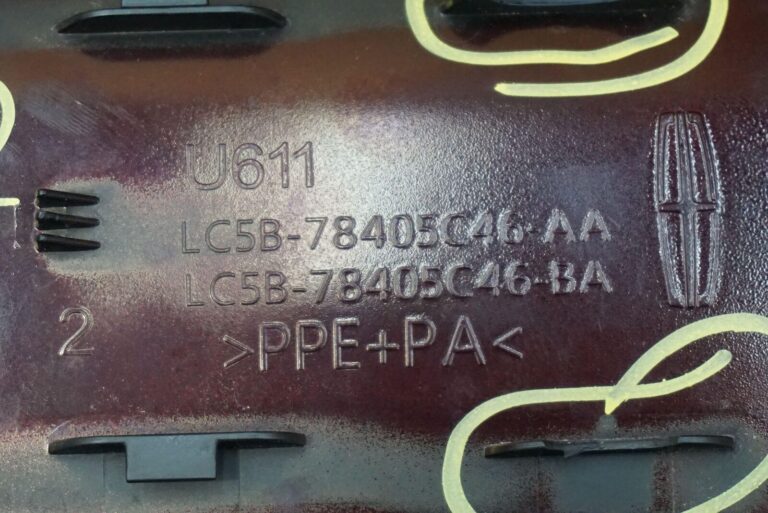 U611
LC5B-78405C46-AA
LC5B-78405C46-BA
2
>PPE+PA<